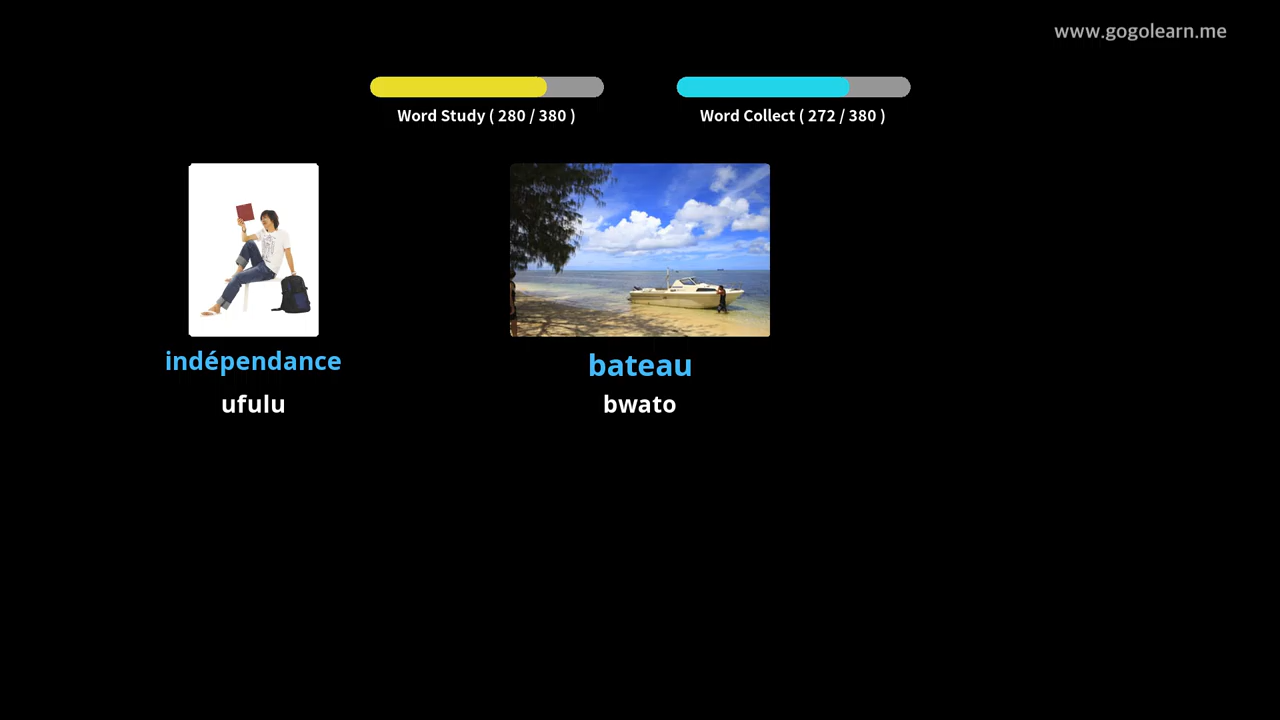 www.gogolearn.me
Word Study ( 280 / 380 )
Word Collect ( 272 / 380 )
indépendance
ufulu
bateau
bwato